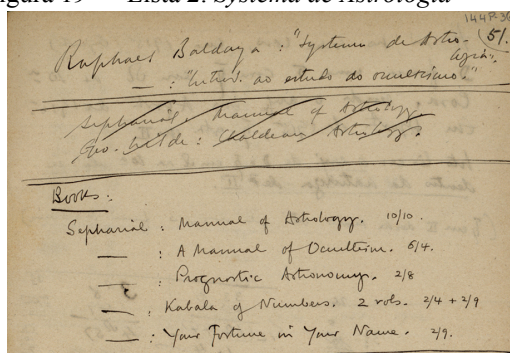 Figura 19 — Lista 2: Systema de Astrologia
144P-36
(51.
Raphael Baldaya: "Systema de Astrologia".
— : "Introd. ao estudo do occultismo."
Sepharial: Manual of Astrology.
Geo. Wilde: Chaldean Astrology.
Books:
Sepharial : Manual of Astrology. 10/10.
— : A Manual of Occultism. 6/4.
— : Prognostic Astronomy. 2/8
— : Kabala of Numbers. 2 vols. 2/4 + 2/9
— : Your Fortune in Your Name. 2/9.